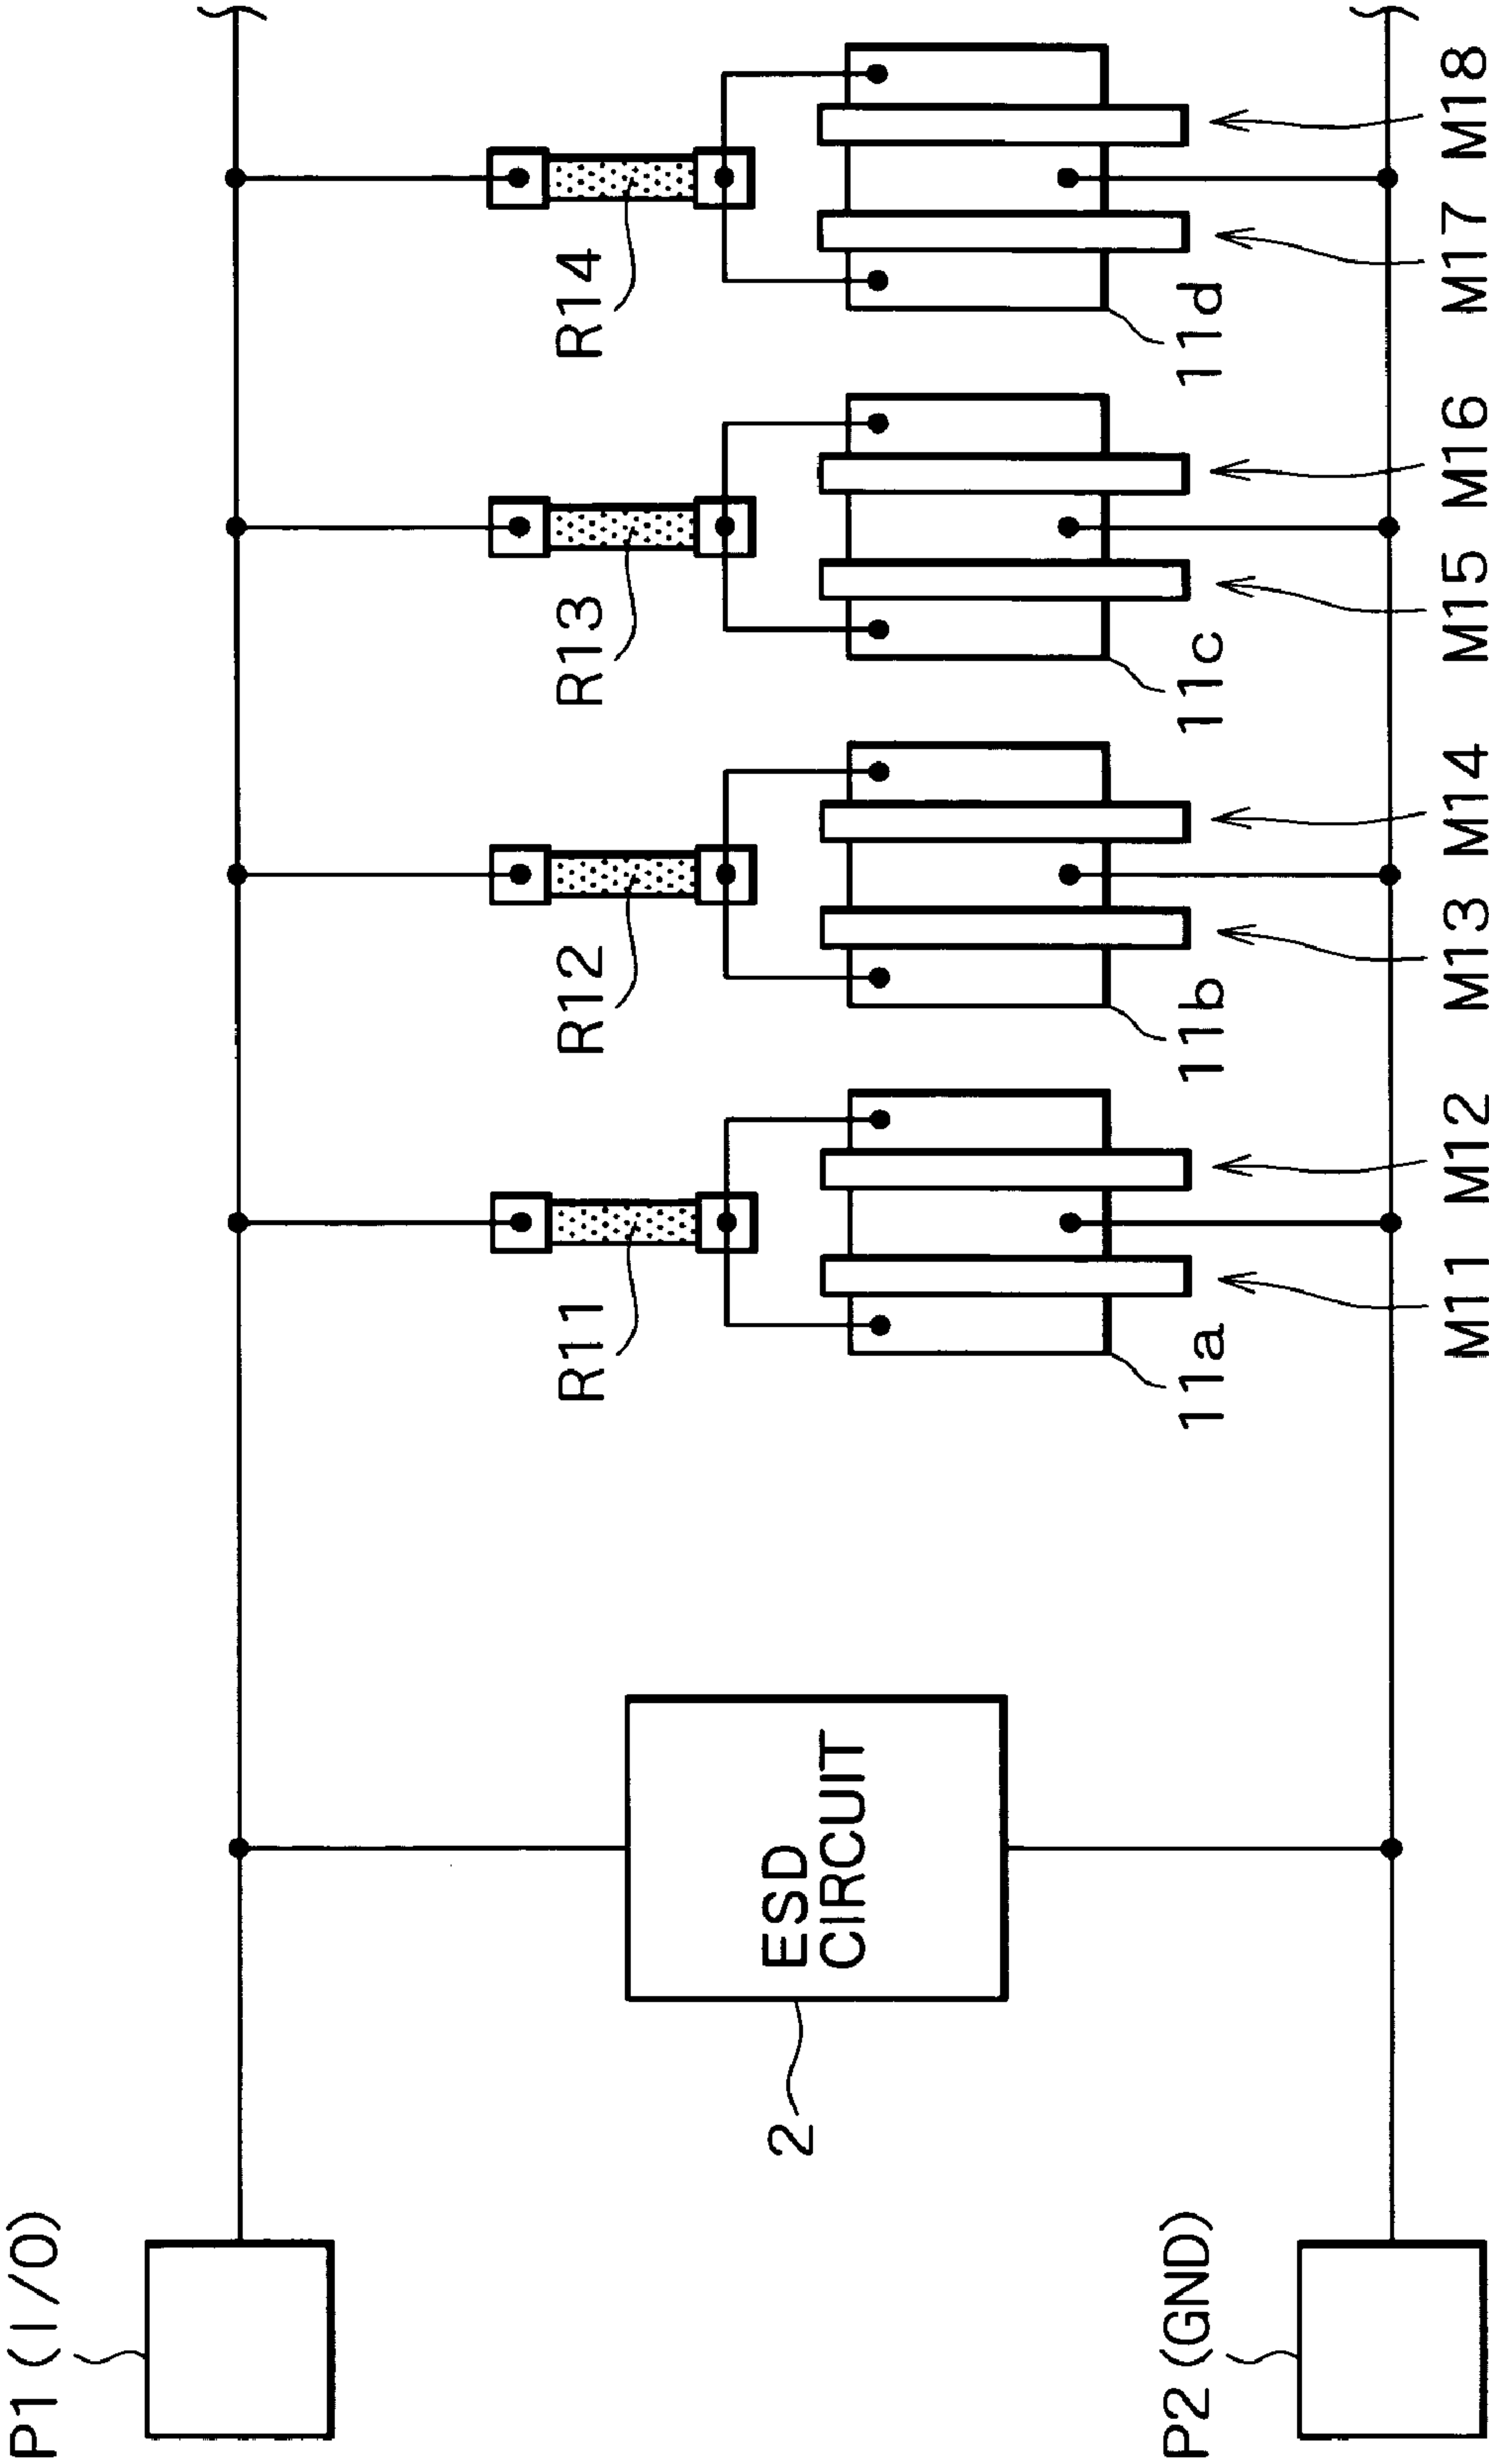 P1 (I/O)
R11
R12
R13
R14
ESD
CIRCUIT
2
11a
11b
11c
11d
P2 (GND)
M11
M12
M13
M14
M15
M16
M17
M18